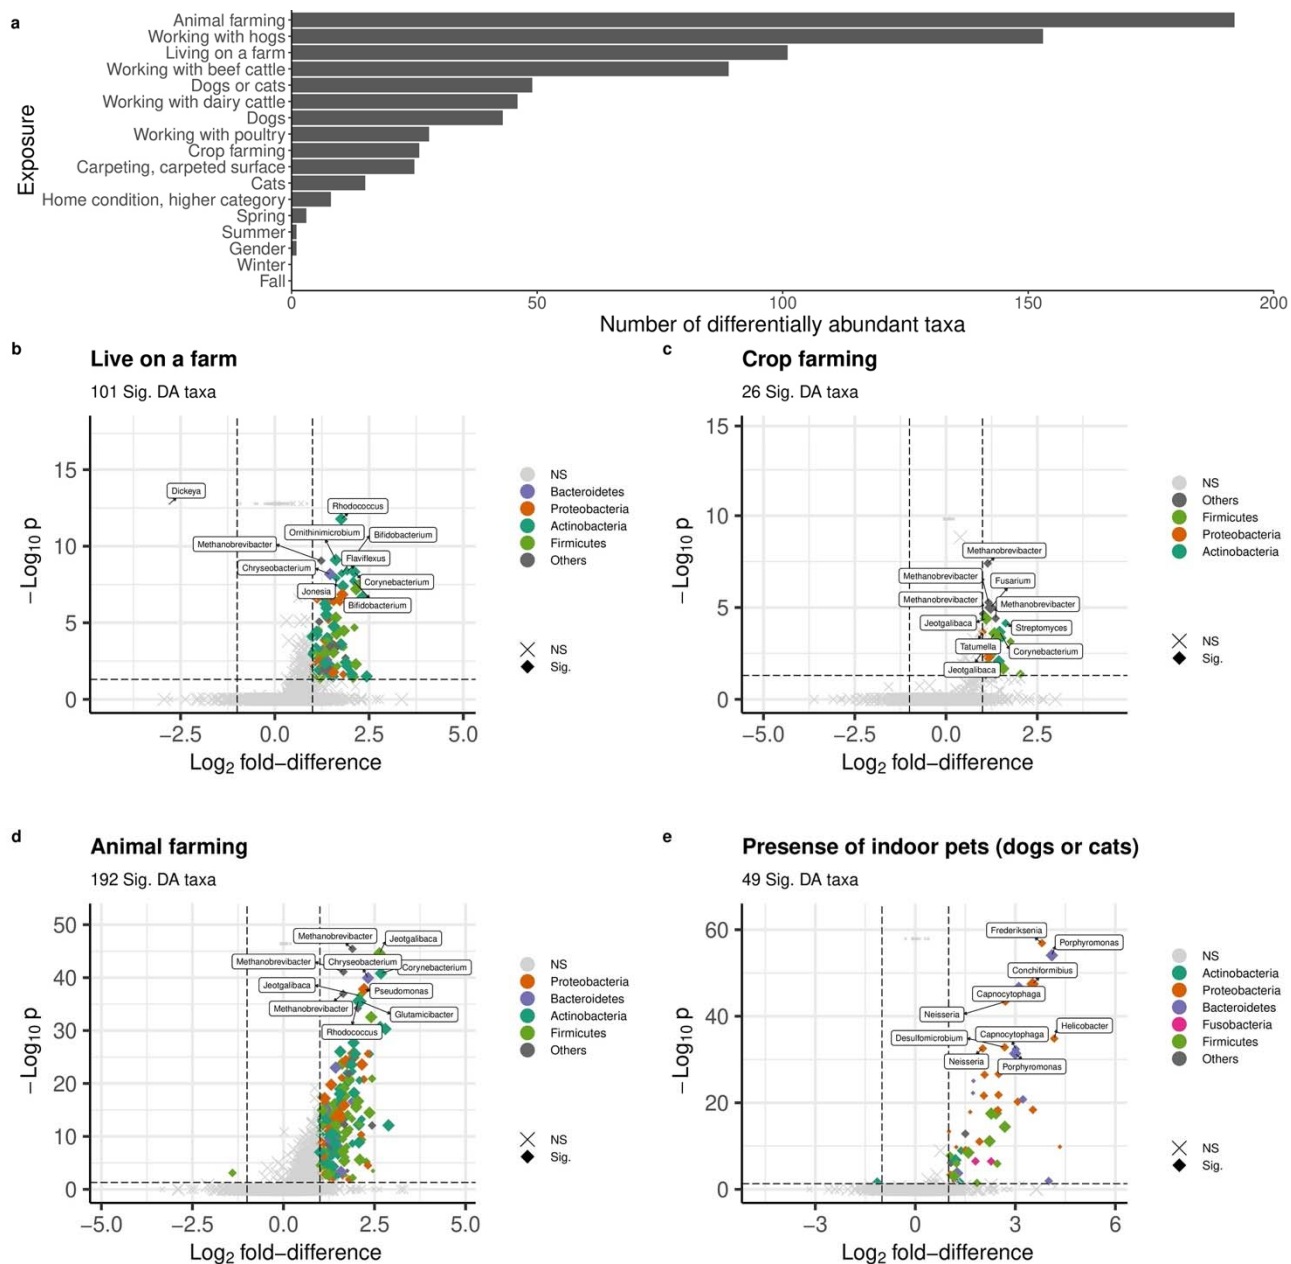 a
Exposure
Animal farming
Working with hogs
Living on a farm
Working with beef cattle
Dogs or cats
Working with dairy cattle
Dogs
Working with poultry
Crop farming
Carpeting, carpeted surface
Cats
Home condition, higher category
Spring
Summer
Gender
Winter
Fall
0 50 100 150 200
Number of differentially abundant taxa
b
Live on a farm
101 Sig. DA taxa
−Log10 p
15
10
5
0
Dickeya
Rhodococcus
Ornithinimicrobium
Bifidobacterium
Methanobrevibacter
Flaviflexus
Chryseobacterium
Corynebacterium
Jonesia
Bifidobacterium
−2.5 0.0 2.5 5.0
Log2 fold−difference
NS
Bacteroidetes
Proteobacteria
Actinobacteria
Firmicutes
Others
NS
Sig.
c
Crop farming
26 Sig. DA taxa
−Log10 p
15
10
5
0
Methanobrevibacter
Methanobrevibacter
Fusarium
Methanobrevibacter
Methanobrevibacter
Jeotgalibaca
Streptomyces
Tatumella
Corynebacterium
Jeotgalibaca
−5.0 −2.5 0.0 2.5
Log2 fold−difference
NS
Others
Firmicutes
Proteobacteria
Actinobacteria
NS
Sig.
d
Animal farming
192 Sig. DA taxa
−Log10 p
50
40
30
20
10
0
Methanobrevibacter
Jeotgalibaca
Methanobrevibacter
Chryseobacterium
Corynebacterium
Jeotgalibaca
Pseudomonas
Methanobrevibacter
Glutamicibacter
Rhodococcus
−5.0 −2.5 0.0 2.5 5.0
Log2 fold−difference
NS
Proteobacteria
Bacteroidetes
Actinobacteria
Firmicutes
Others
NS
Sig.
e
Presense of indoor pets (dogs or cats)
49 Sig. DA taxa
−Log10 p
60
40
20
0
Frederiksenia
Porphyromonas
Conchiformibius
Capnocytophaga
Neisseria
Helicobacter
Capnocytophaga
Desulfomicrobium
Neisseria
Porphyromonas
−3 0 3 6
Log2 fold−difference
NS
Actinobacteria
Proteobacteria
Bacteroidetes
Fusobacteria
Firmicutes
Others
NS
Sig.